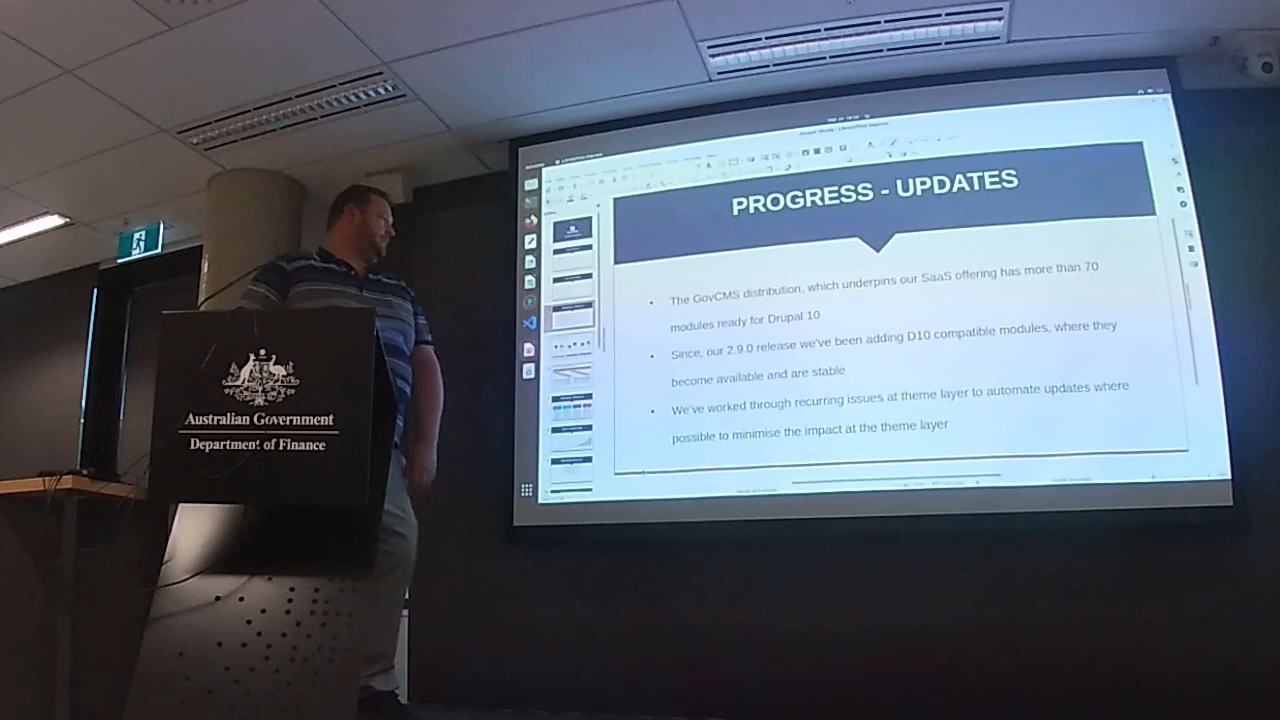 PROGRESS - UPDATES
• The GovCMS distribution, which underpins our SaaS offering has more than 70
modules ready for Drupal 10
• Since, our 2.9.0 release we've been adding D10 compatible modules, where they
become available and are stable
• We've worked through recurring issues at theme layer to automate updates where
possible to minimise the impact at the theme layer
Australian Government
Department of Finance